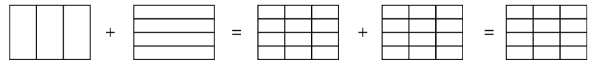 + = + =